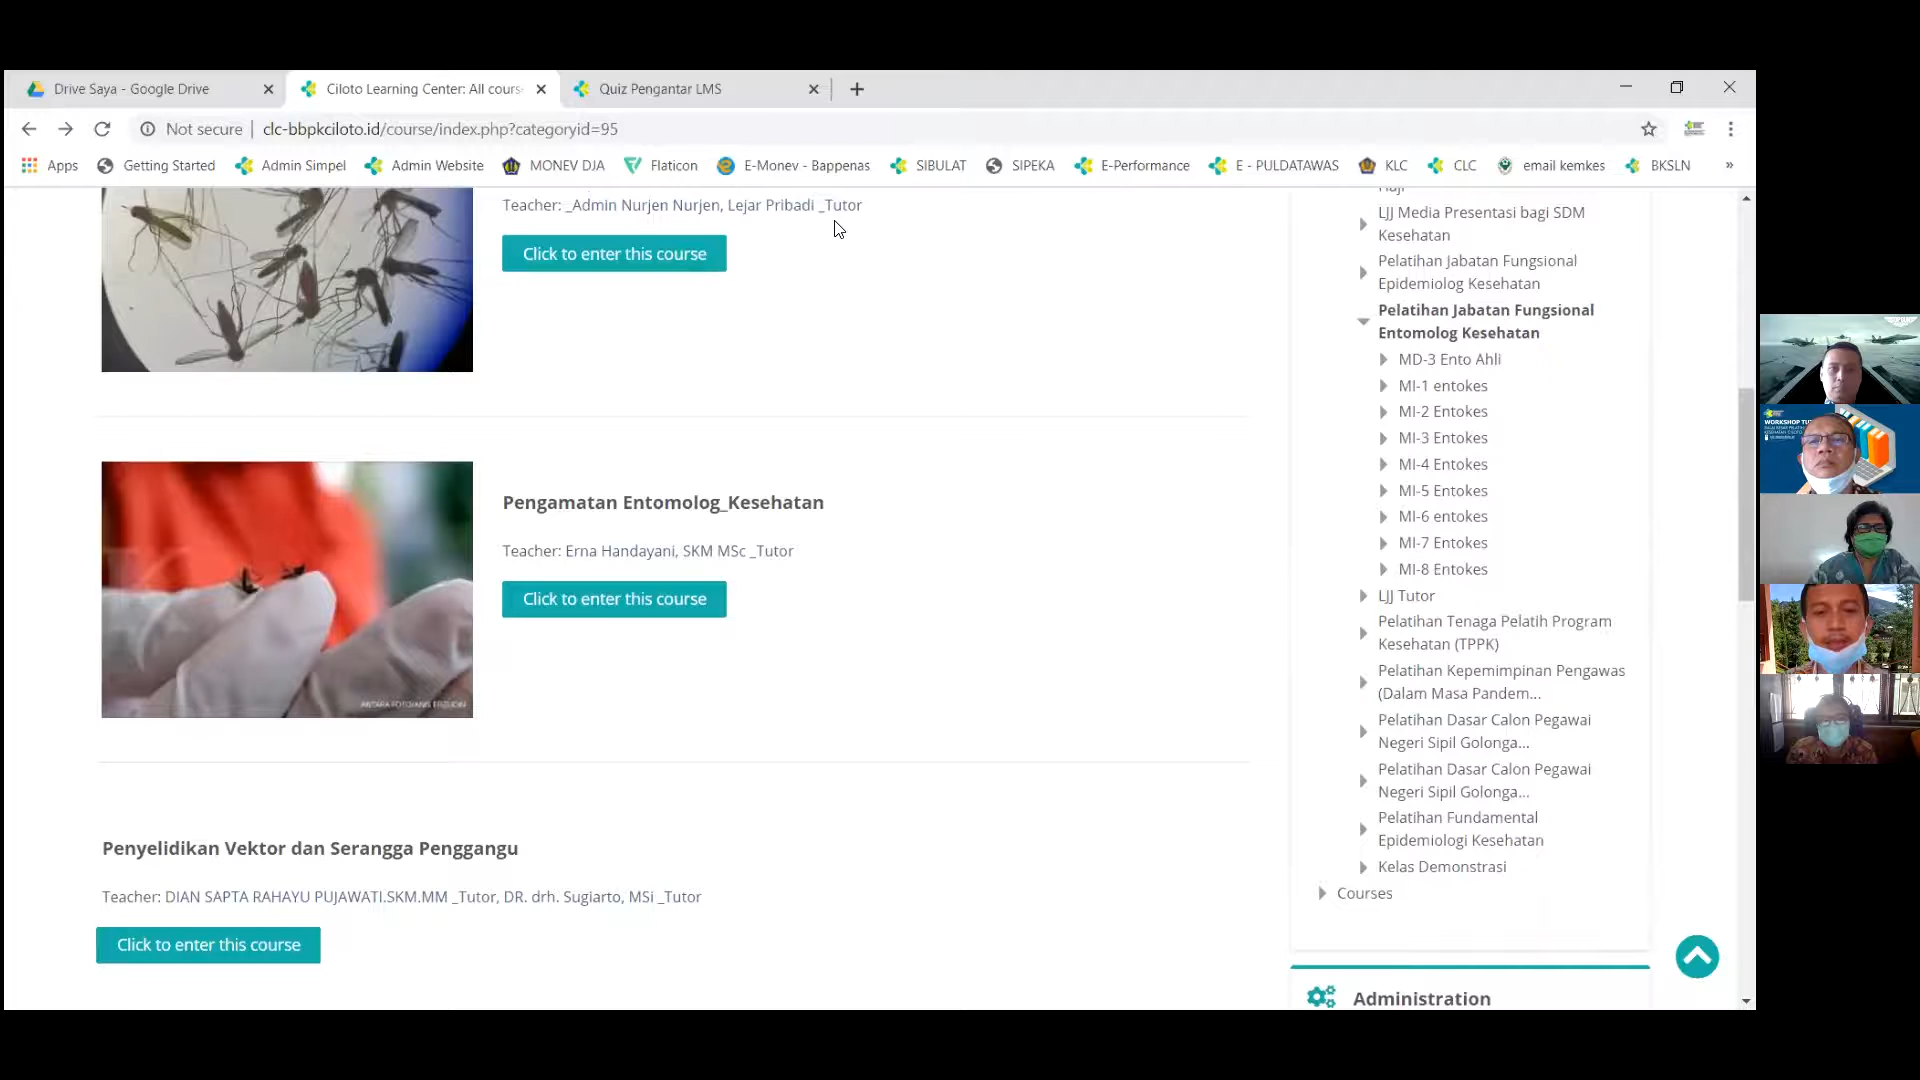 Drive Saya - Google Drive
Ciloto Learning Center: All cours
Quiz Pengantar LMS
Not secure
clc-bbpkciloto.id/course/index.php?categoryid=95
Apps
Getting Started
Admin Simpel
Admin Website
MONEV DJA
Flaticon
E-Monev - Bappenas
SIBULAT
SIPEKA
E-Performance
E - PULDATAWAS
KLC
CLC
email kemkes
BKSLN
»
Teacher: _Admin Nurjen Nurjen, Lejar Pribadi _Tutor
Click to enter this course
Pengamatan Entomolog_Kesehatan
Teacher: Erna Handayani, SKM MSc _Tutor
Click to enter this course
Penyelidikan Vektor dan Serangga Penggangu
Teacher: DIAN SAPTA RAHAYU PUJAWATI.SKM.MM _Tutor, DR. drh. Sugiarto, MSi _Tutor
Click to enter this course
Haji
LJJ Media Presentasi bagi SDM
Kesehatan
Pelatihan Jabatan Fungsional
Epidemiolog Kesehatan
Pelatihan Jabatan Fungsional
Entomolog Kesehatan
MD-3 Ento Ahli
MI-1 entokes
MI-2 Entokes
MI-3 Entokes
MI-4 Entokes
MI-5 Entokes
MI-6 entokes
MI-7 Entokes
MI-8 Entokes
LJJ Tutor
Pelatihan Tenaga Pelatih Program
Kesehatan (TPPK)
Pelatihan Kepemimpinan Pengawas
(Dalam Masa Pandem...
Pelatihan Dasar Calon Pegawai
Negeri Sipil Golonga...
Pelatihan Dasar Calon Pegawai
Negeri Sipil Golonga...
Pelatihan Fundamental
Epidemiologi Kesehatan
Kelas Demonstrasi
Courses
Administration